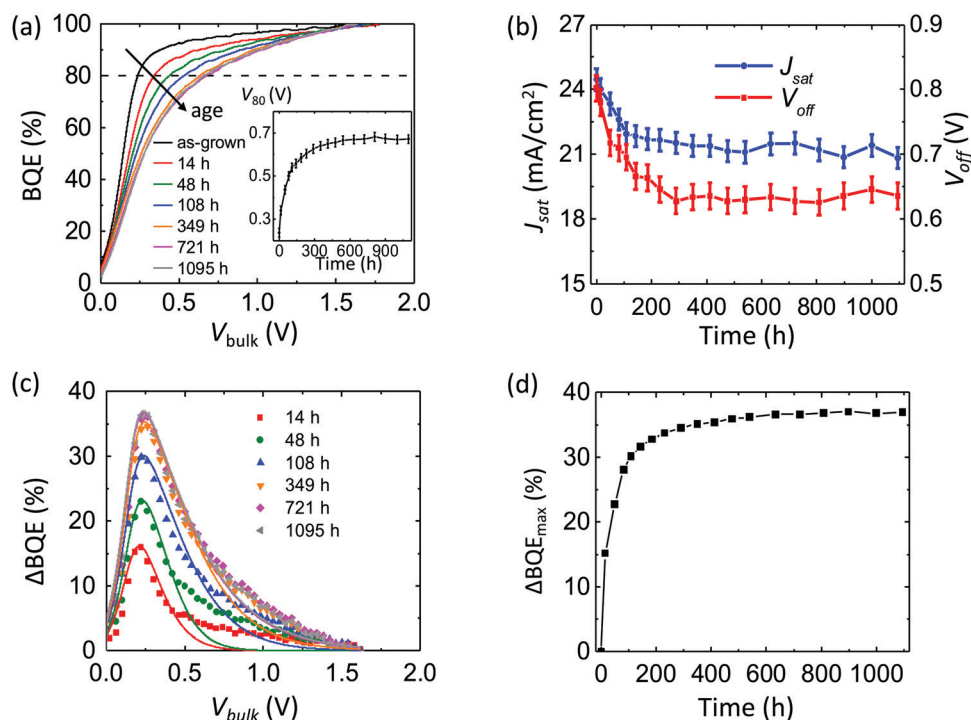 (a)
100
80
60
40
20
0
BQE (%)
age
as-grown
14 h
48 h
108 h
349 h
721 h
1095 h
V80 (V)
0.7
0.5
0.3
0 300 600 900
Time (h)
0.0 0.5 1.0 1.5 2.0
Vbulk (V)
(b)
27
24
21
18
15
Jsat (mA/cm²)
Jsat
Voff
0.9
0.8
0.7
0.6
0.5
Voff (V)
0 200 400 600 800 1000
Time (h)
(c)
40
30
20
10
0
ΔBQE (%)
14 h
48 h
108 h
349 h
721 h
1095 h
0.0 0.5 1.0 1.5 2.0
Vbulk (V)
(d)
40
30
20
10
0
ΔBQEmax (%)
0 200 400 600 800 1000
Time (h)